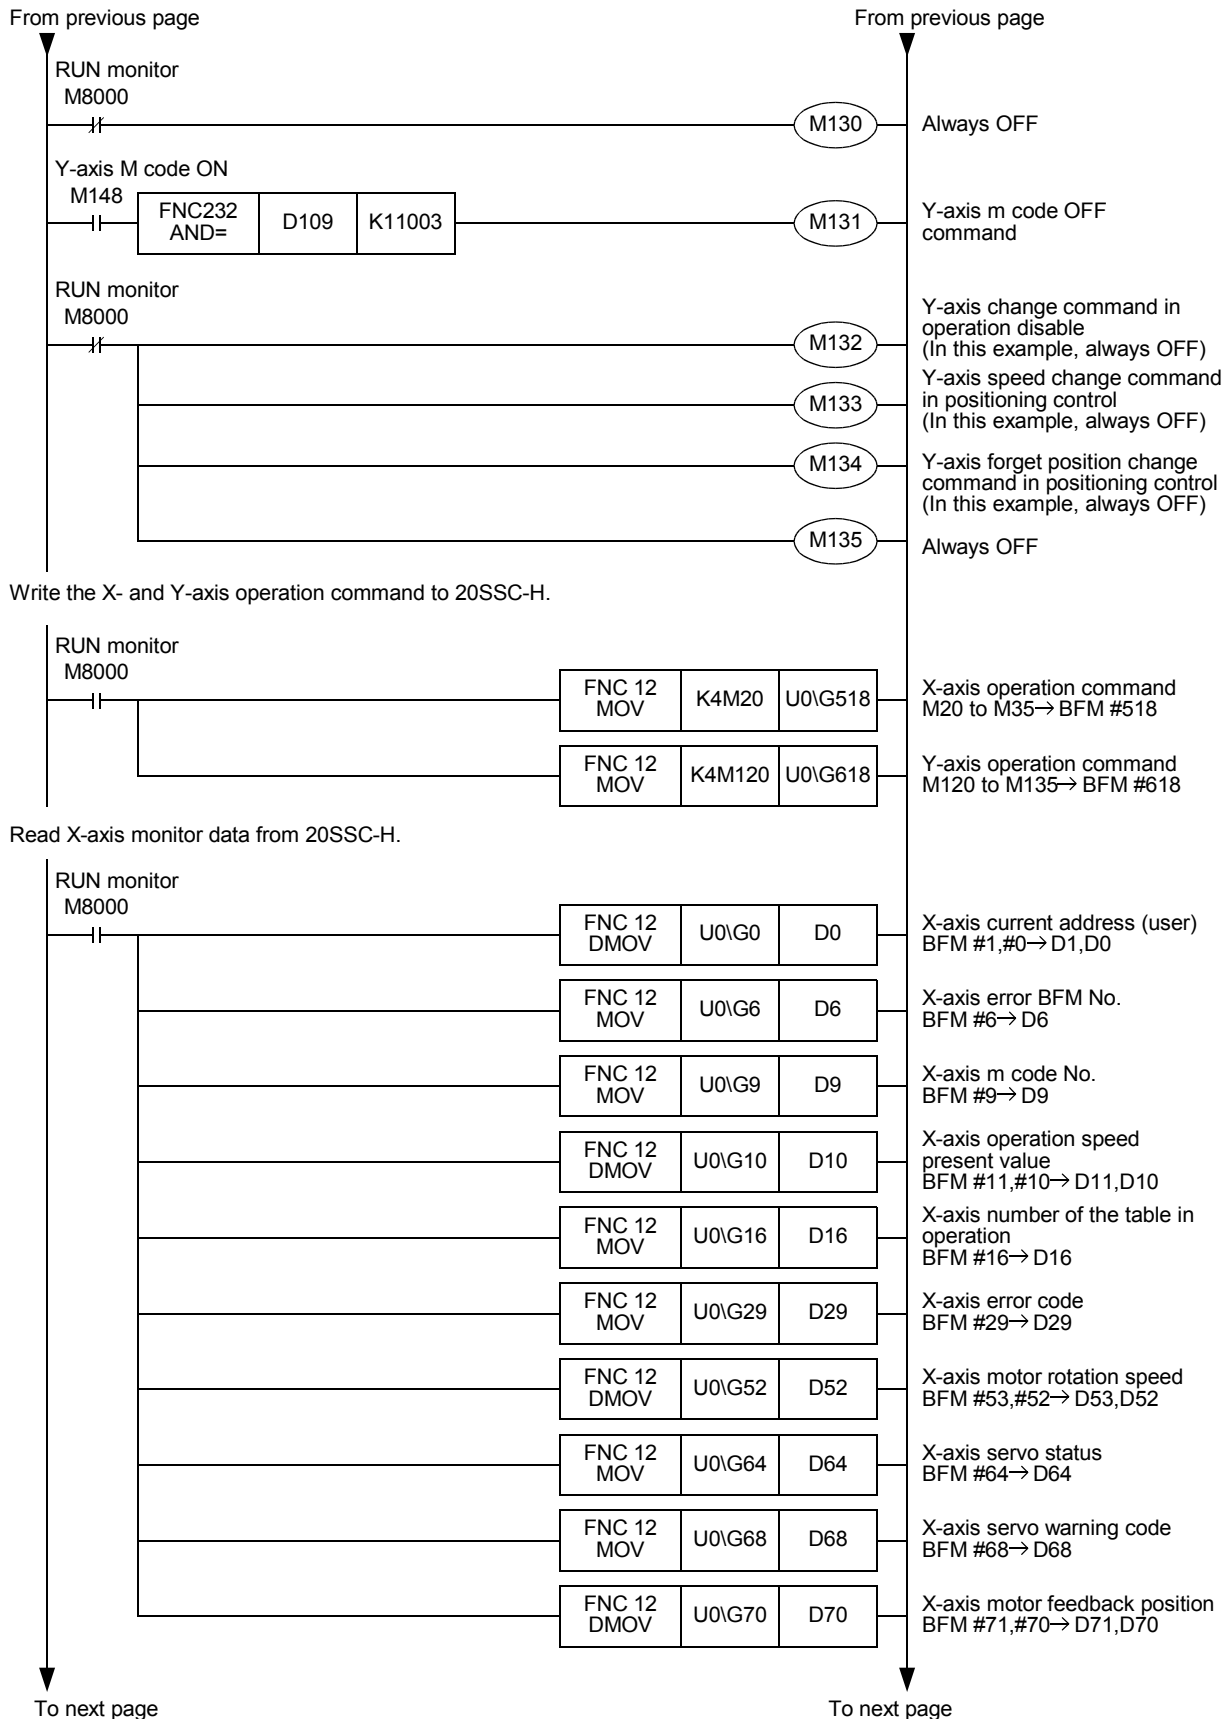 From previous page
From previous page
RUN monitor
M8000
M130
Always OFF
Y-axis M code ON
M148
FNC232
AND=
D109
K11003
M131
Y-axis m code OFF
command
RUN monitor
M8000
M132
Y-axis change command in
operation disable
(In this example, always OFF)
M133
Y-axis speed change command
in positioning control
(In this example, always OFF)
M134
Y-axis forget position change
command in positioning control
(In this example, always OFF)
M135
Always OFF
Write the X- and Y-axis operation command to 20SSC-H.
RUN monitor
M8000
FNC 12
MOV
K4M20
U0\G518
X-axis operation command
M20 to M35→ BFM #518
FNC 12
MOV
K4M120
U0\G618
Y-axis operation command
M120 to M135→ BFM #618
Read X-axis monitor data from 20SSC-H.
RUN monitor
M8000
FNC 12
DMOV
U0\G0
D0
X-axis current address (user)
BFM #1,#0→ D1,D0
FNC 12
MOV
U0\G6
D6
X-axis error BFM No.
BFM #6→ D6
FNC 12
MOV
U0\G9
D9
X-axis m code No.
BFM #9→ D9
FNC 12
DMOV
U0\G10
D10
X-axis operation speed
present value
BFM #11,#10→ D11,D10
FNC 12
MOV
U0\G16
D16
X-axis number of the table in
operation
BFM #16→ D16
FNC 12
MOV
U0\G29
D29
X-axis error code
BFM #29→ D29
FNC 12
DMOV
U0\G52
D52
X-axis motor rotation speed
BFM #53,#52→ D53,D52
FNC 12
MOV
U0\G64
D64
X-axis servo status
BFM #64→ D64
FNC 12
MOV
U0\G68
D68
X-axis servo warning code
BFM #68→ D68
FNC 12
DMOV
U0\G70
D70
X-axis motor feedback position
BFM #71,#70→ D71,D70
To next page
To next page